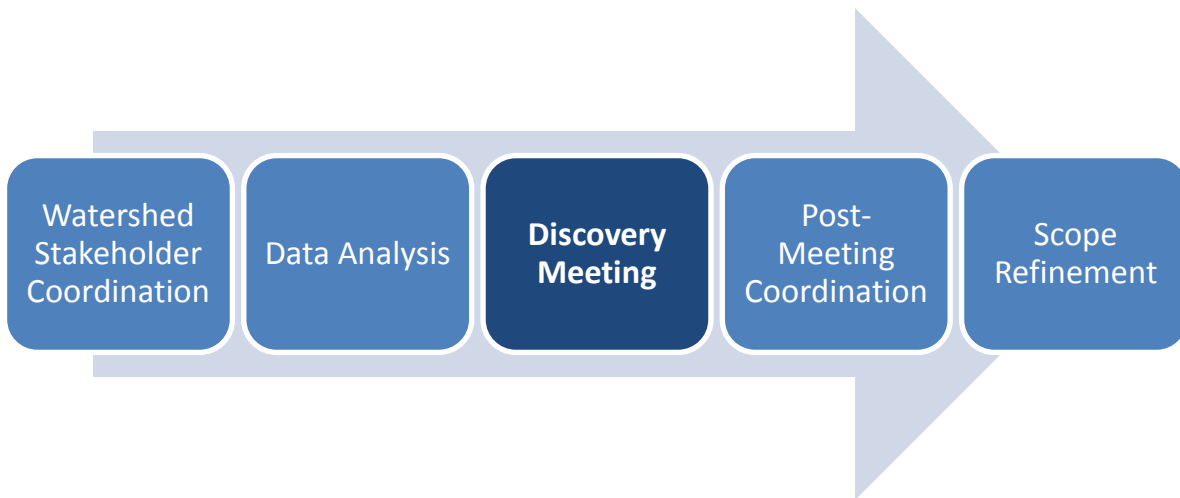 Watershed
Stakeholder
Coordination
Data Analysis
Discovery
Meeting
Post-
Meeting
Coordination
Scope
Refinement